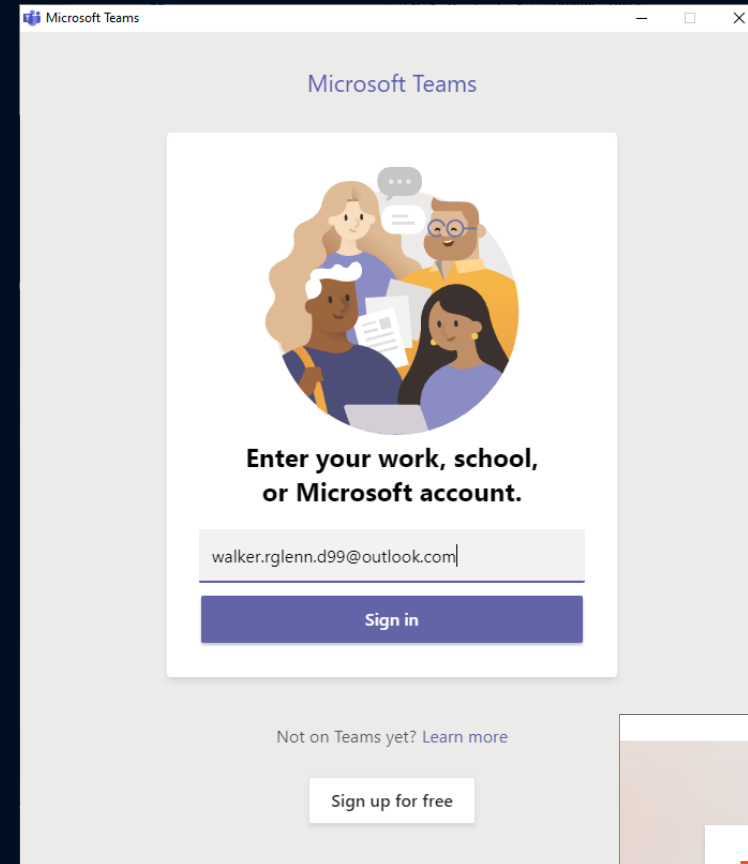 Microsoft Teams
Microsoft Teams
Enter your work, school,
or Microsoft account.
walker.rglenn.d99@outlook.com
Sign in
Not on Teams yet? Learn more
Sign up for free